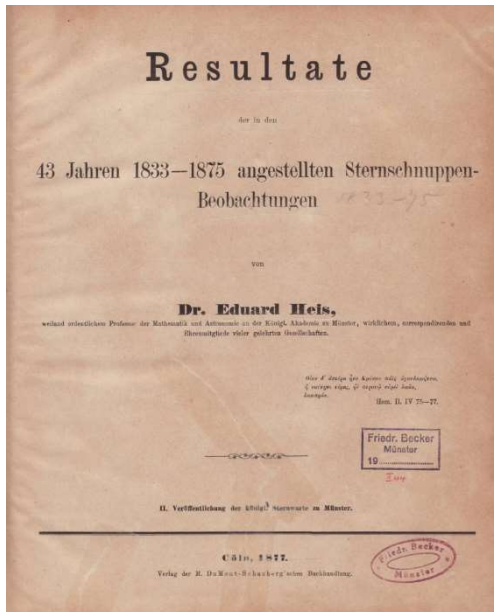 Resultate
der in den
43 Jahren 1833—1875 angestellten Sternschnuppen-
Beobachtungen
1833-75
von
Dr. Eduard Heis,
weiland ordentlichem Professor der Mathematik und Astronomie an der Königl. Akademie zu Münster, wirklichem, correspondirenden und
Ehrenmitgliede vieler gelehrten Gesellschaften.
Hom. Il. IV 75—77.
Friedr. Becker
Münster
19
II. Veröffentlichung der königl. Sternwarte zu Münster.
Cöln, 1877.
Verlag der M. DuMont-Schauberg'schen Buchhandlung.
Friedr. Becker
Münster